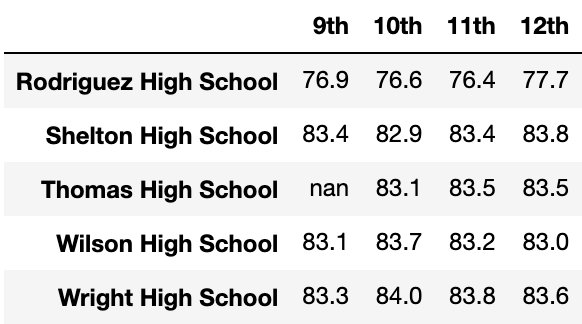 9th 10th 11th 12th
Rodriguez High School 76.9 76.6 76.4 77.7
Shelton High School 83.4 82.9 83.4 83.8
Thomas High School nan 83.1 83.5 83.5
Wilson High School 83.1 83.7 83.2 83.0
Wright High School 83.3 84.0 83.8 83.6